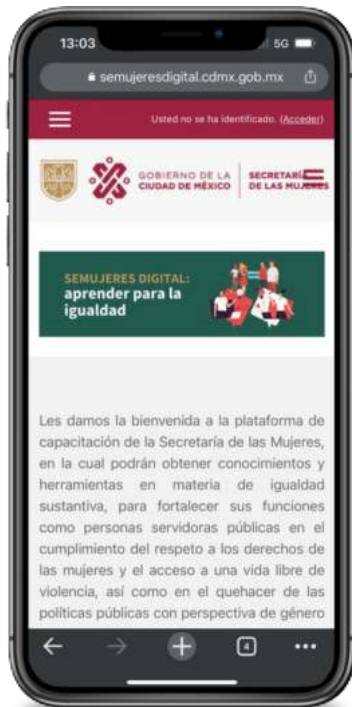 13:03
5G
semujeresdigital.cdmx.gob.mx
Usted no se ha identificado. (Acceder)
GOBIERNO DE LA
CIUDAD DE MÉXICO
SECRETARÍA
DE LAS MUJERES
SEMUJERES DIGITAL:
aprender para la
igualdad
Les damos la bienvenida a la plataforma de
capacitación de la Secretaría de las Mujeres,
en la cual podrán obtener conocimientos y
herramientas en materia de igualdad
sustantiva, para fortalecer sus funciones
como personas servidoras públicas en el
cumplimiento del respeto a los derechos de
las mujeres y el acceso a una vida libre de
violencia, así como en el quehacer de las
políticas públicas con perspectiva de género
4